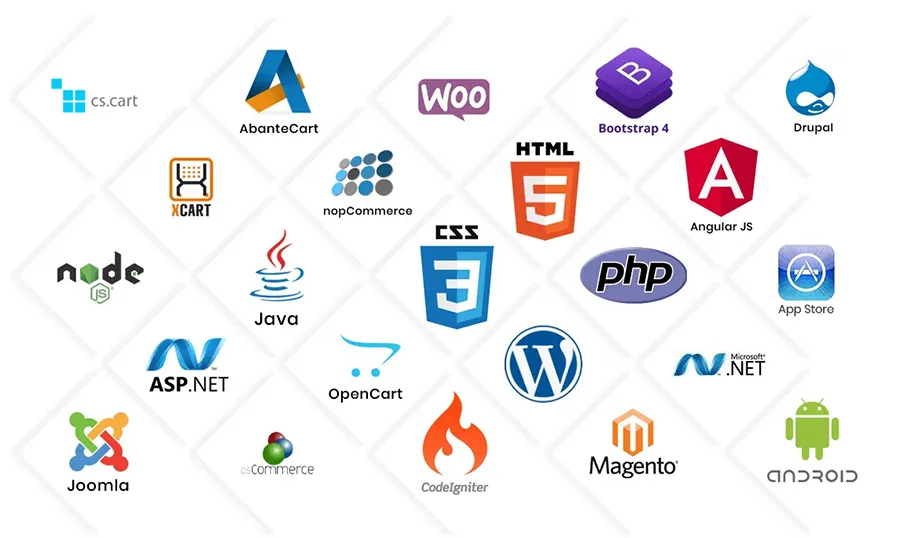 cs.cart
AbanteCart
WOO
B
Bootstrap 4
Drupal
XCART
nopCommerce
HTML
5
A
Angular JS
node
JS
Java
CSS
3
php
App Store
ASP.NET
OpenCart
W
Microsoft
.NET
Joomla
osCommerce
CodeIgniter
Magento
ANDROID